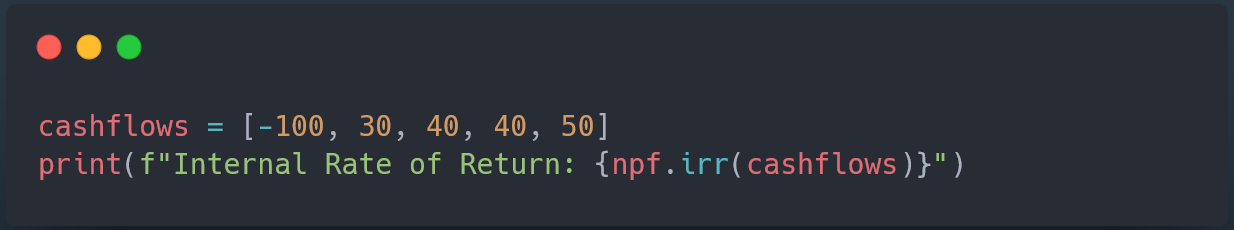 cashflows = [-100, 30, 40, 40, 50]
print(f"Internal Rate of Return: {npf.irr(cashflows)}")